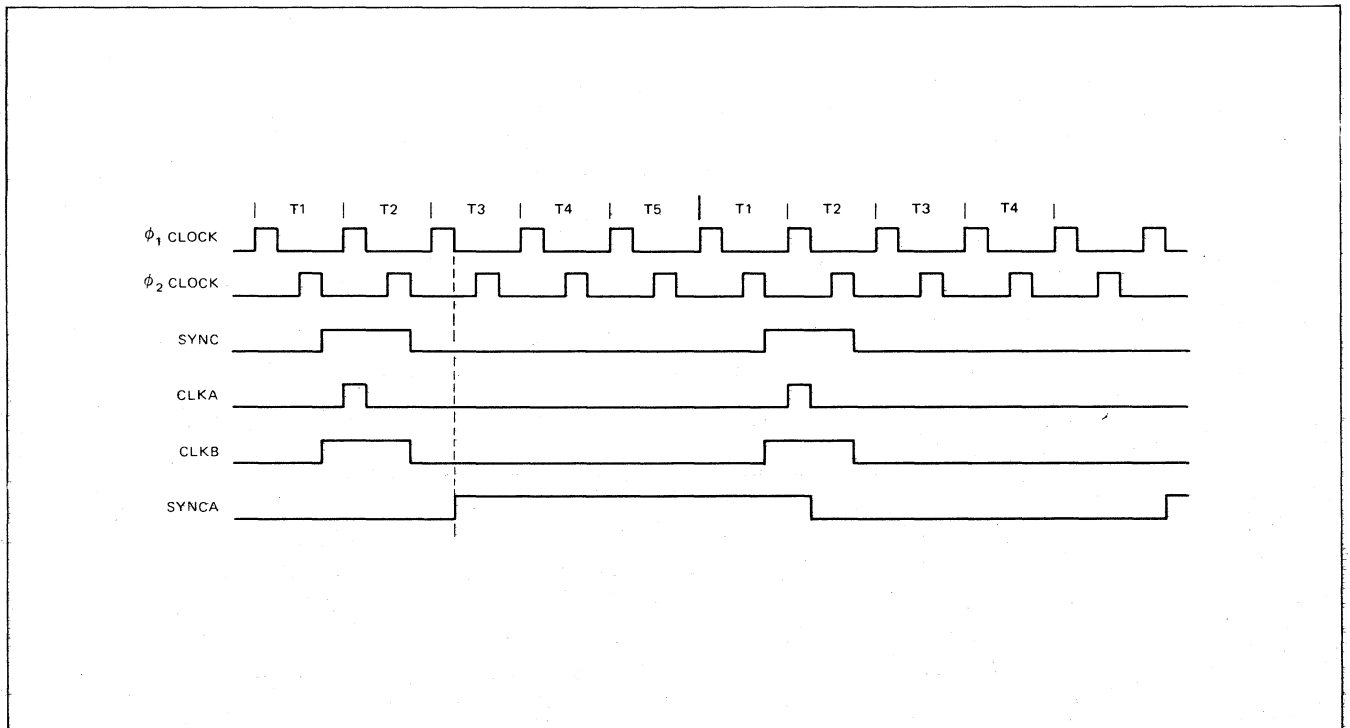 T1 T2 T3 T4 T5 T1 T2 T3 T4
ϕ1 CLOCK
ϕ2 CLOCK
SYNC
CLKA
CLKB
SYNCA